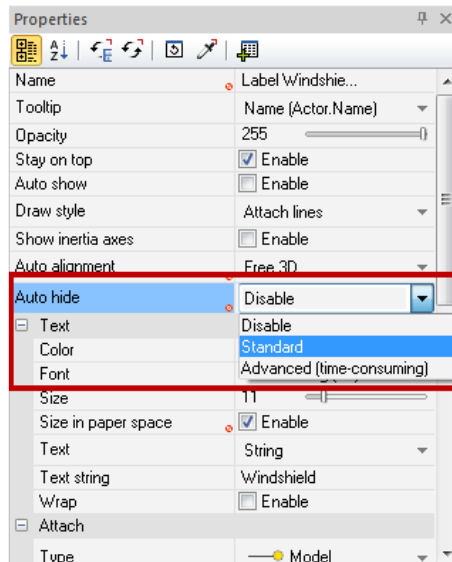 Properties
Name Label Windshie...
Tooltip Name (Actor.Name)
Opacity 255
Stay on top Enable
Auto show Enable
Draw style Attach lines
Show inertia axes Enable
Auto alignment Free 3D
Auto hide Disable
Text Disable
Color Standard
Font Advanced (time-consuming)
Size 11
Size in paper space Enable
Text String
Text string Windshield
Wrap Enable
Attach
Type Model